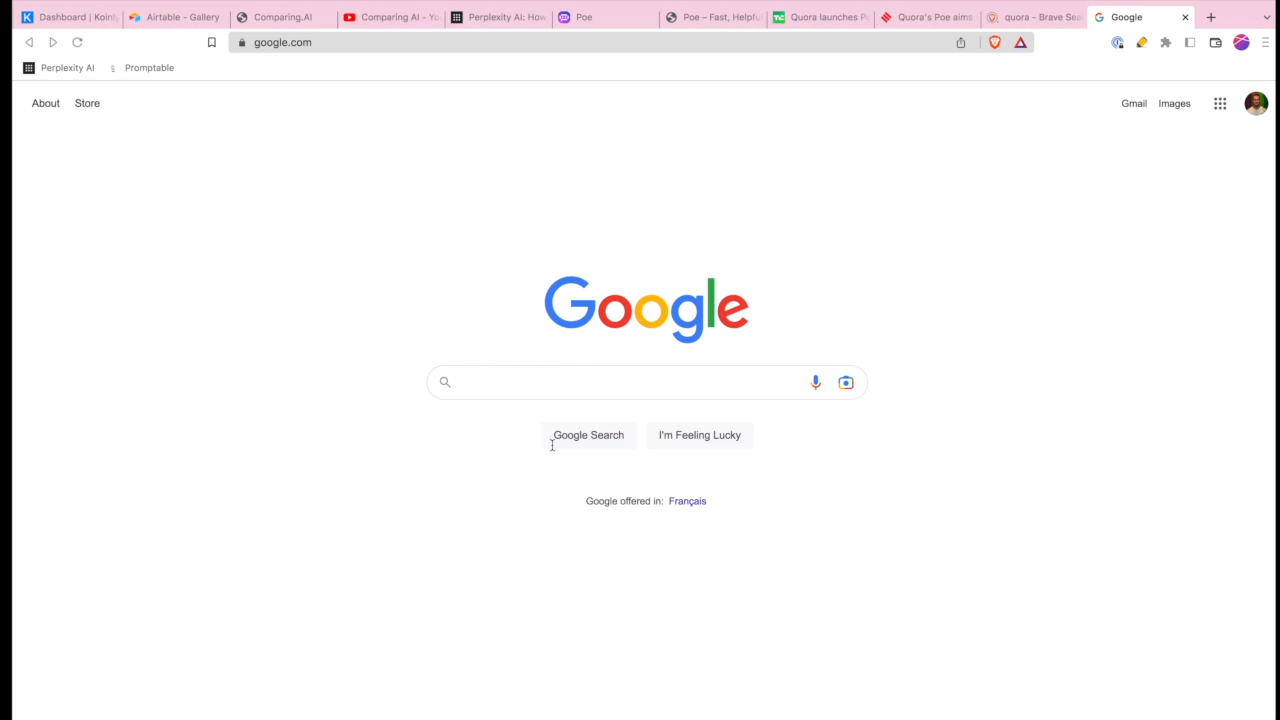 Dashboard | Koinly Airtable - Gallery Comparing.AI Comparing AI - Yo Perplexity AI: How Poe Poe – Fast, Helpfu Quora launches Po Quora's Poe aims quora - Brave Sea Google
google.com
Perplexity AI Promptable
About Store Gmail Images
Google
Google Search I'm Feeling Lucky
Google offered in: Français